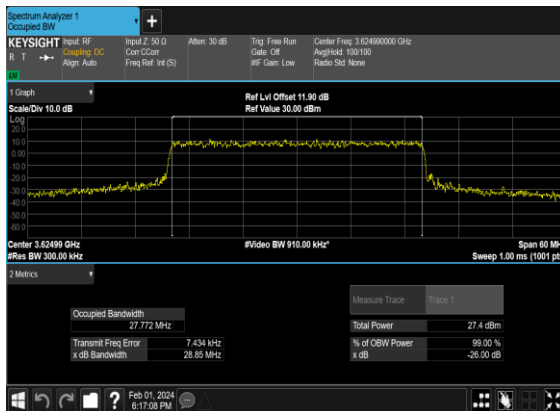 Spectrum Analyzer 1
Occupied BW
KEYSIGHT
R T
Input: RF
Coupling: DC
Align: Auto
Input Z: 50 Ω
Corr CCorr
Freq Ref: Int (S)
Atten: 30 dB
Trig: Free Run
Gate: Off
#IF Gain: Low
Center Freq: 3.624990000 GHz
Avg|Hold: 100/100
Radio Std: None
1 Graph
Scale/Div 10.0 dB
Ref Lvl Offset 11.90 dB
Ref Value 30.00 dBm
Log
20.0
10.0
0.00
-10.0
-20.0
-30.0
-40.0
-50.0
-60.0
Center 3.62499 GHz
#Res BW 300.00 kHz
#Video BW 910.00 kHz*
Span 60 MH
Sweep 1.00 ms (1001 pt
2 Metrics
Measure Trace Trace 1
Occupied Bandwidth
27.772 MHz
Total Power 27.4 dBm
Transmit Freq Error 7.434 kHz
% of OBW Power 99.00 %
x dB Bandwidth 28.85 MHz
x dB -26.00 dB
?
Feb 01, 2024
6:17:08 PM